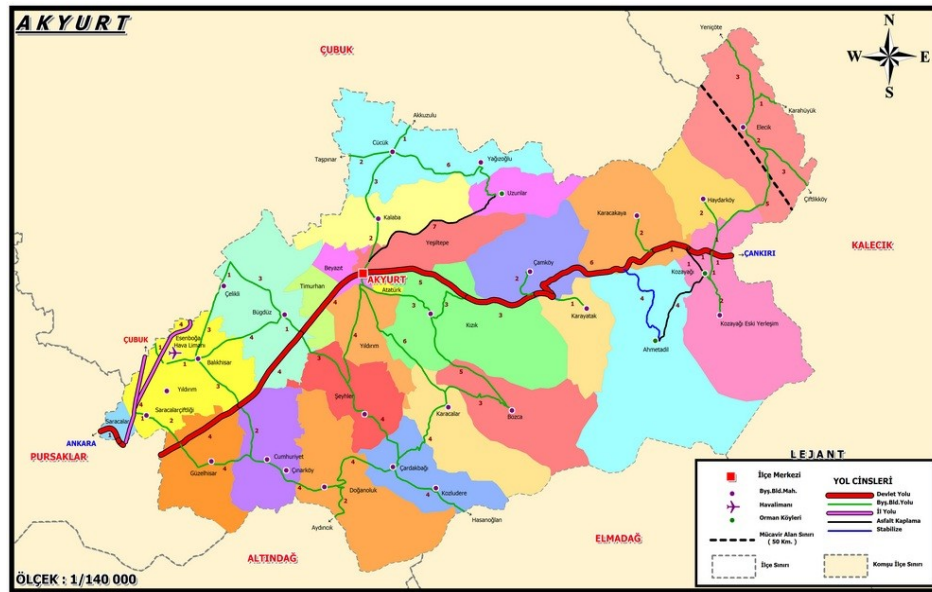 AKYURT
ÇUBUK
N
W E
S
Yeniçöte
Karahüyük
Elecik
Çiftlikköy
Akkuzulu
Taşpınar
Cücük
Yağızoğlu
Uzunlar
Kalaba
Yeşiltepe
Karacakaya
Haydarköy
KALECIK
ÇANKIRI
Beyazıt
AKYURT
Atatürk
Timurhan
Çamköy
Kozayağı
Çelikli
Buğdüz
Kızık
Karayatak
Kozayağı Eski Yerleşim
ÇUBUK
Esenboğa
Hava Limanı
Balıkhisar
Yıldırım
Ahmetadil
Yıldırım
Saracalar
Saracalarçiftliği
Şeyhler
Karacalar
Bozca
ANKARA
PURSAKLAR
Güzelhisar
Cumhuriyet
Çınarköy
Doğanoluk
Çardakbağı
Kozludere
Aydıncık
Hasanoğlan
ALTINDAĞ
ELMADAĞ
LEJANT
İlçe Merkezi
Byş.Bld.Mah.
Havalimanı
Orman Köyleri
Mücavir Alan Sınırı
( 50 Km. )
İlçe Sınırı
YOL CİNSLERİ
Devlet Yolu
Byş.Bld.Yolu
İl Yolu
Asfalt Kaplama
Stabilize
Komşu İlçe Sınırı
ÖLÇEK : 1/140 000